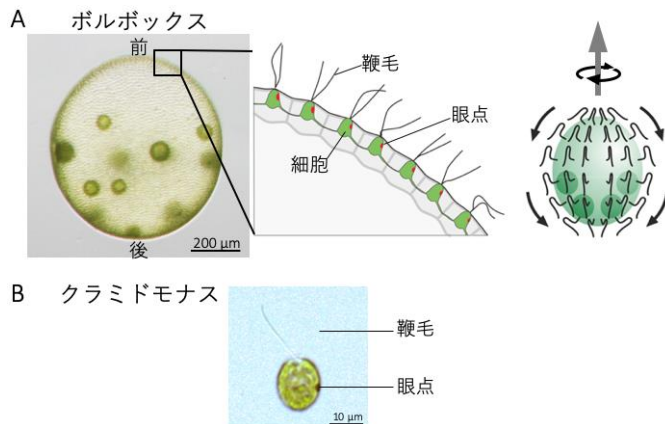 A ボルボックス
前
鞭毛
眼点
細胞
後
200 μm
B クラミドモナス
鞭毛
眼点
10 μm